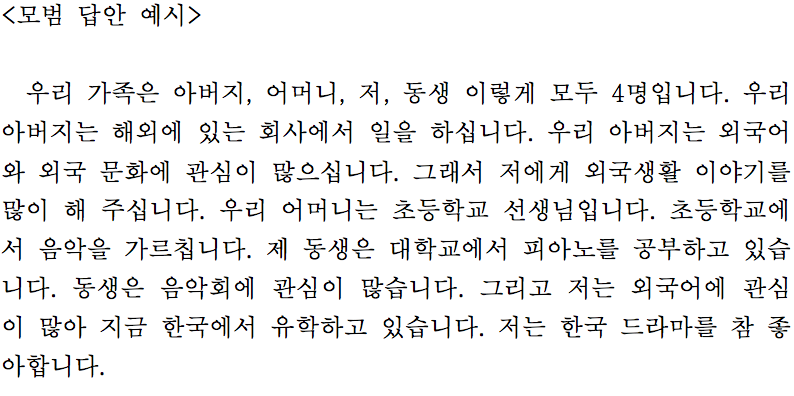 <모범 답안 예시>
우리 가족은 아버지, 어머니, 저, 동생 이렇게 모두 4명입니다. 우리
아버지는 해외에 있는 회사에서 일을 하십니다. 우리 아버지는 외국어
와 외국 문화에 관심이 많으십니다. 그래서 저에게 외국생활 이야기를
많이 해 주십니다. 우리 어머니는 초등학교 선생님입니다. 초등학교에
서 음악을 가르칩니다. 제 동생은 대학교에서 피아노를 공부하고 있습
니다. 동생은 음악회에 관심이 많습니다. 그리고 저는 외국어에 관심
이 많아 지금 한국에서 유학하고 있습니다. 저는 한국 드라마를 참 좋
아합니다.